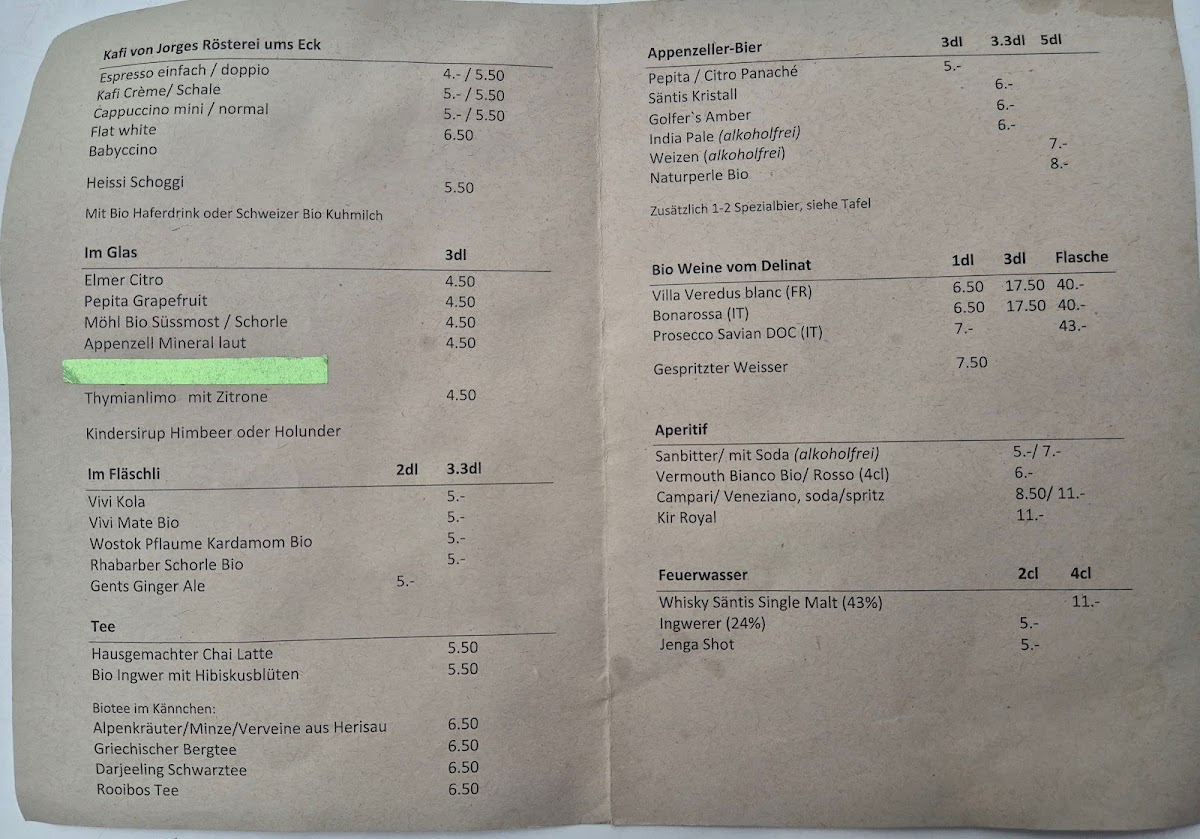 Kafi von Jorges Rösterei ums Eck
Espresso einfach / doppio 4.- / 5.50
Kafi Crème/ Schale 5.- / 5.50
Cappuccino mini / normal 5.- / 5.50
Flat white 6.50
Babyccino
Heissi Schoggi 5.50
Mit Bio Haferdrink oder Schweizer Bio Kuhmilch
Im Glas 3dl
Elmer Citro 4.50
Pepita Grapefruit 4.50
Möhl Bio Süssmost / Schorle 4.50
Appenzell Mineral laut 4.50
Thymianlimo mit Zitrone 4.50
Kindersirup Himbeer oder Holunder
Im Fläschli 2dl 3.3dl
Vivi Kola 5.-
Vivi Mate Bio 5.-
Wostok Pflaume Kardamom Bio 5.-
Rhabarber Schorle Bio 5.-
Gents Ginger Ale 5.-
Tee
Hausgemachter Chai Latte 5.50
Bio Ingwer mit Hibiskusblüten 5.50
Biotee im Kännchen:
Alpenkräuter/Minze/Verveine aus Herisau 6.50
Griechischer Bergtee 6.50
Darjeeling Schwarztee 6.50
Rooibos Tee 6.50
Appenzeller-Bier 3dl 3.3dl 5dl
Pepita / Citro Panaché 5.-
Säntis Kristall 6.-
Golfer`s Amber 6.-
India Pale (alkoholfrei) 6.-
Weizen (alkoholfrei) 7.-
Naturperle Bio 8.-
Zusätzlich 1-2 Spezialbier, siehe Tafel
Bio Weine vom Delinat 1dl 3dl Flasche
Villa Veredus blanc (FR) 6.50 17.50 40.-
Bonarossa (IT) 6.50 17.50 40.-
Prosecco Savian DOC (IT) 7.- 43.-
Gespritzter Weisser 7.50
Aperitif
Sanbitter/ mit Soda (alkoholfrei) 5.-/ 7.-
Vermouth Bianco Bio/ Rosso (4cl) 6.-
Campari/ Veneziano, soda/spritz 8.50/ 11.-
Kir Royal 11.-
Feuerwasser 2cl 4cl
Whisky Säntis Single Malt (43%) 11.-
Ingwerer (24%) 5.-
Jenga Shot 5.-